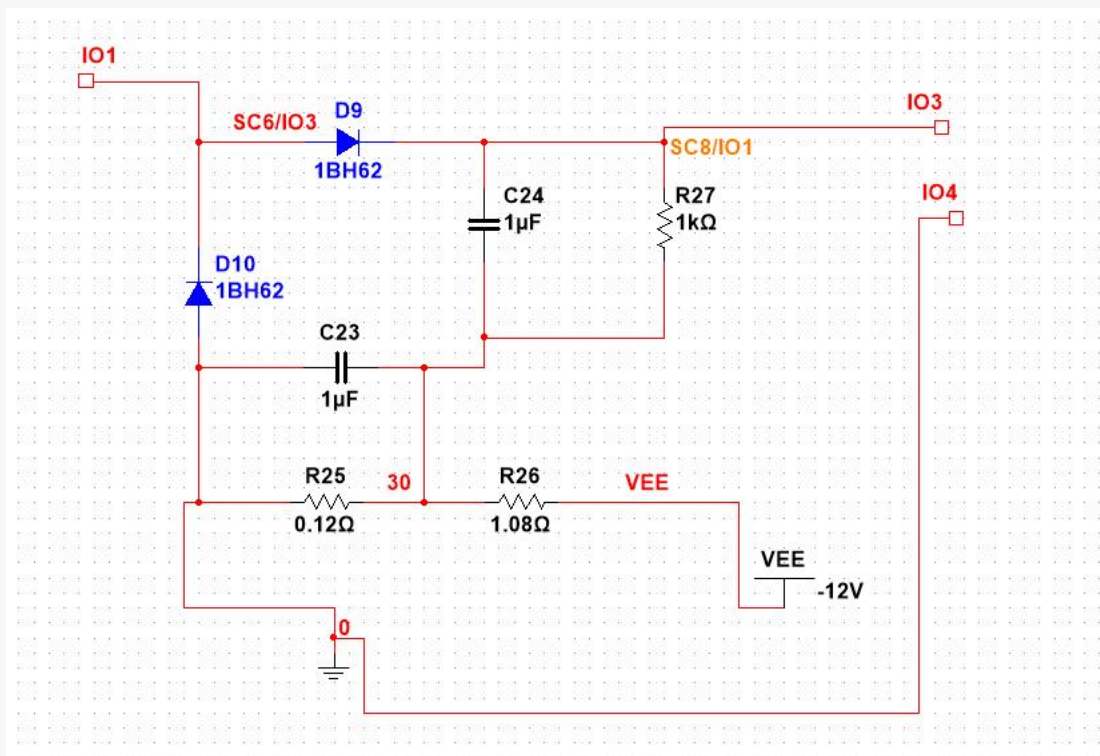 IO1
D9
SC6/IO3
1BH62
IO3
SC8/IO1
IO4
C24
1µF
R27
1kΩ
D10
1BH62
C23
1µF
R25
30
R26
VEE
0.12Ω
1.08Ω
VEE
-12V
0